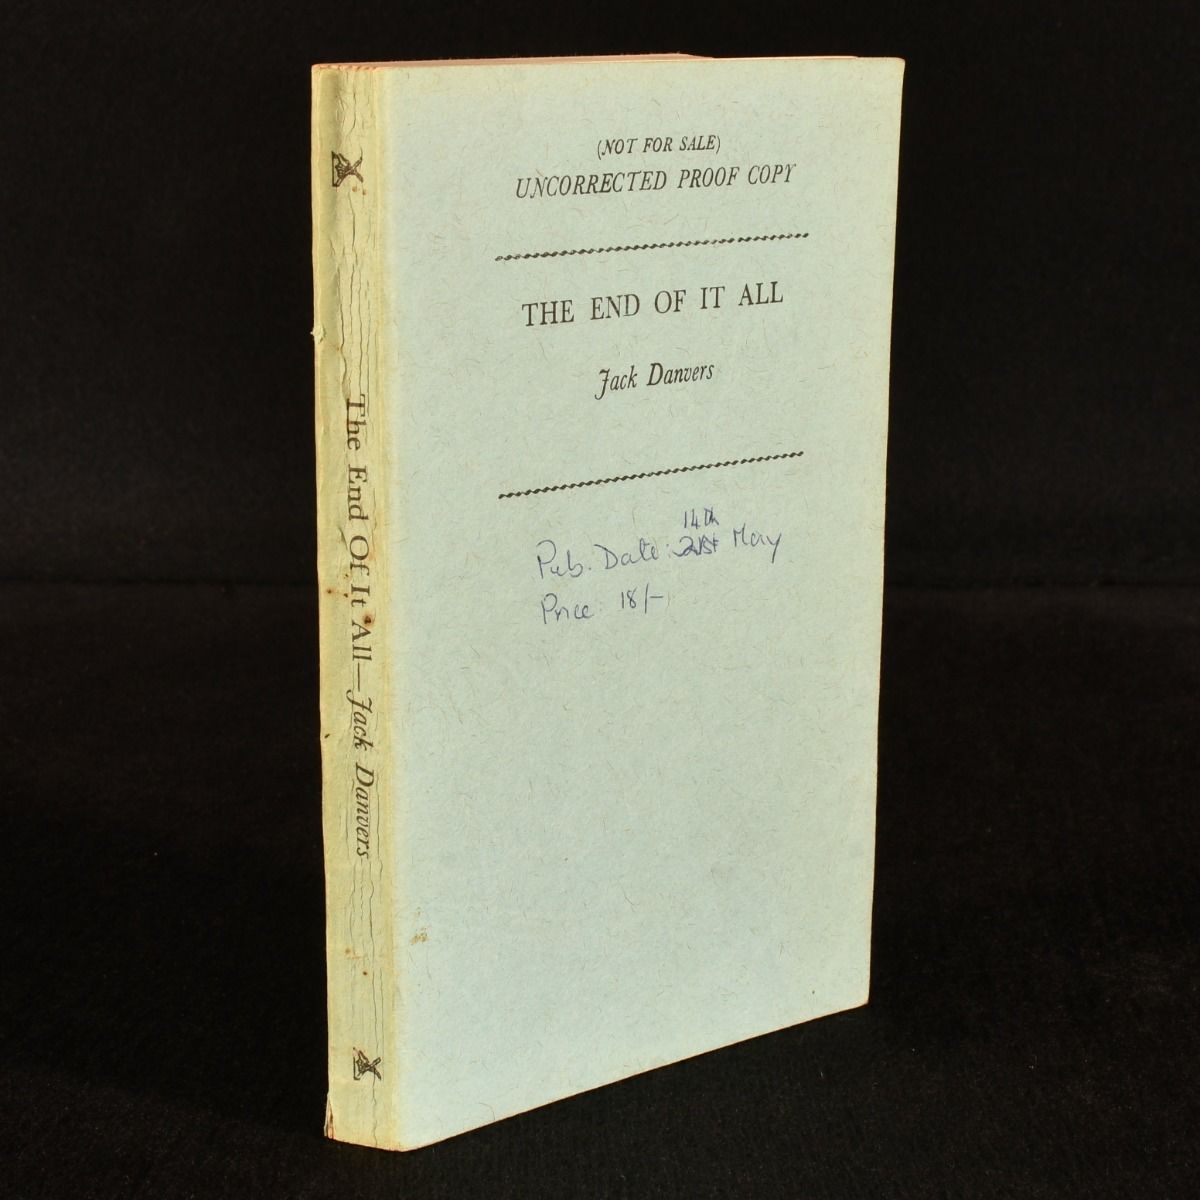 (NOT FOR SALE)
UNCORRECTED PROOF COPY
THE END OF IT ALL
Jack Danvers
14th
Pub. Date: 21st May
Price: 18/-
The End Of It All—Jack Danvers